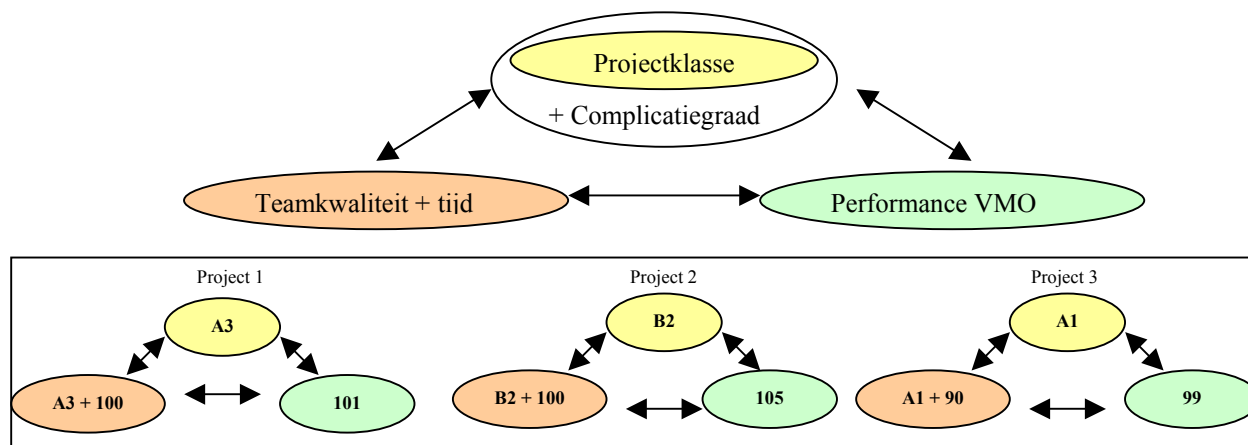 Projectklasse
+ Complicatiegraad
Teamkwaliteit + tijd
Performance VMO
Project 1
Project 2
Project 3
A3
B2
A1
A3 + 100
101
B2 + 100
105
A1 + 90
99